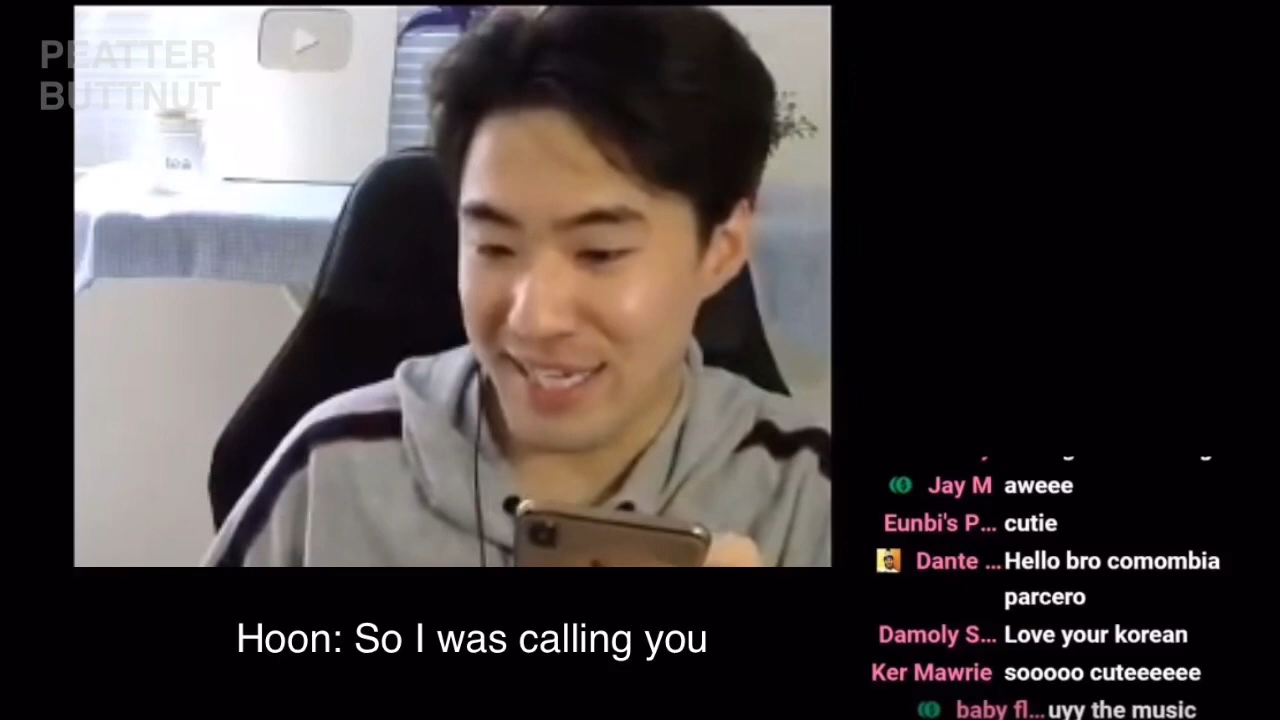 PEATTER
BUTTNUT
tea
Jay M aweee
Eunbi's P... cutie
Dante ... Hello bro comombia
parcero
Damoly S... Love your korean
Ker Mawrie sooooo cuteeeeee
baby fl... uyy the music
Hoon: So I was calling you